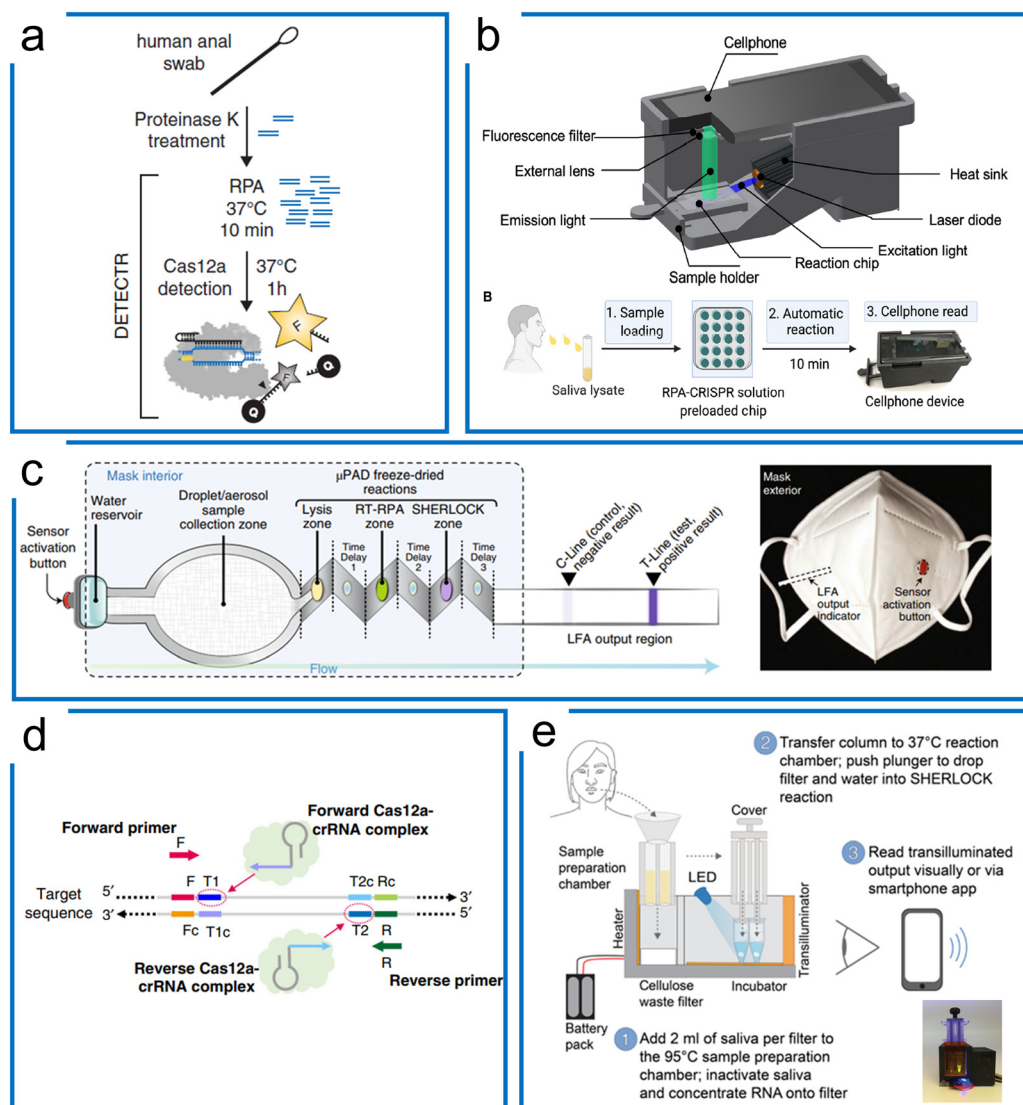 a
human anal
swab
Proteinase K
treatment
RPA
37°C
10 min
DETECTR
Cas12a
detection
37°C
1h
F
F
Q
Q
b
Cellphone
Fluorescence filter
External lens
Emission light
Sample holder
Reaction chip
Excitation light
Laser diode
Heat sink
B
1. Sample
loading
2. Automatic
reaction
3. Cellphone read
10 min
Saliva lysate
RPA-CRISPR solution
preloaded chip
Cellphone device
c
Mask interior
Water
reservoir
Sensor
activation
button
Droplet/aerosol
sample
collection zone
µPAD freeze-dried
reactions
Lysis
zone
RT-RPA
zone
SHERLOCK
zone
Time
Delay
1
Time
Delay
2
Time
Delay
3
C-Line (control,
negative result)
T-Line (test,
positive result)
LFA output region
Flow
Mask
exterior
LFA
output
indicator
Sensor
activation
button
d
Forward primer
F
Forward Cas12a-
crRNA complex
Target
sequence
5′
F
T1
T2c
Rc
3′
3′
Fc
T1c
T2
R
5′
R
Reverse Cas12a-
crRNA complex
Reverse primer
e
2 Transfer column to 37°C reaction
chamber; push plunger to drop
filter and water into SHERLOCK
reaction
Cover
Sample
preparation
chamber
LED
Heater
Transilluminator
3 Read transilluminated
output visually or via
smartphone app
Cellulose
waste filter
Incubator
Battery
pack
1 Add 2 ml of saliva per filter to
the 95°C sample preparation
chamber; inactivate saliva
and concentrate RNA onto filter